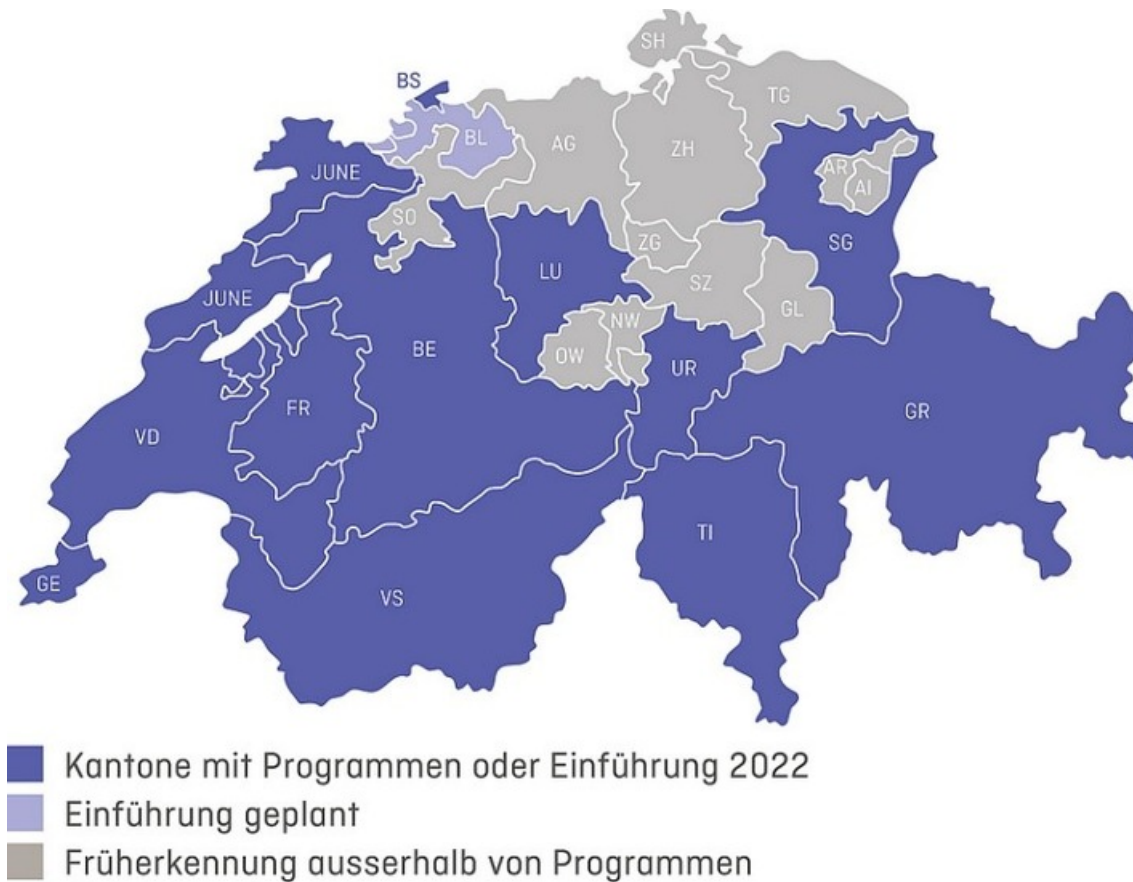 SH
BS
TG
BL
AG
ZH
JUNE
AR
AI
SO
ZG
SG
LU
SZ
JUNE
GL
NW
BE
OW
UR
FR
GR
VD
TI
GE
VS
Kantone mit Programmen oder Einführung 2022
Einführung geplant
Früherkennung ausserhalb von Programmen